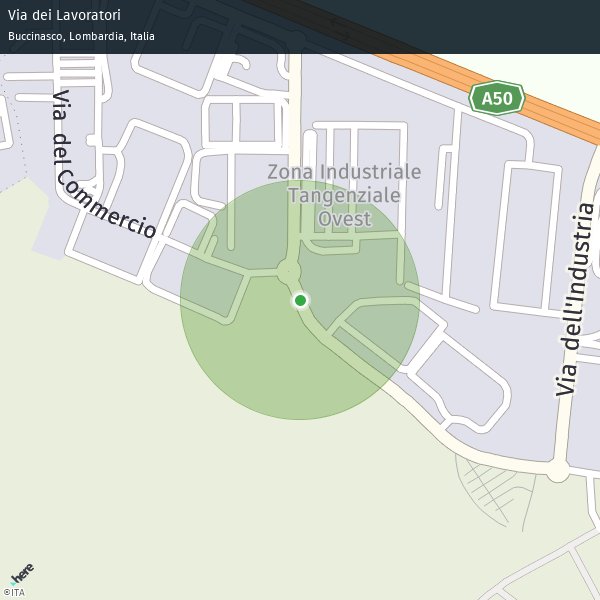 Via dei Lavoratori
Buccinasco, Lombardia, Italia
A50
Via del Commercio
Zona Industriale
Tangenziale
Ovest
Via dell'Industria
here
©ITA